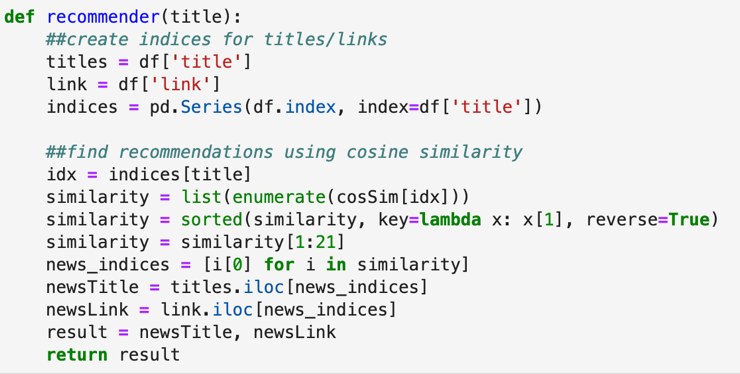 def recommender(title):
    ##create indices for titles/links
    titles = df['title']
    link = df['link']
    indices = pd.Series(df.index, index=df['title'])

    ##find recommendations using cosine similarity
    idx = indices[title]
    similarity = list(enumerate(cosSim[idx]))
    similarity = sorted(similarity, key=lambda x: x[1], reverse=True)
    similarity = similarity[1:21]
    news_indices = [i[0] for i in similarity]
    newsTitle = titles.iloc[news_indices]
    newsLink = link.iloc[news_indices]
    result = newsTitle, newsLink
    return result